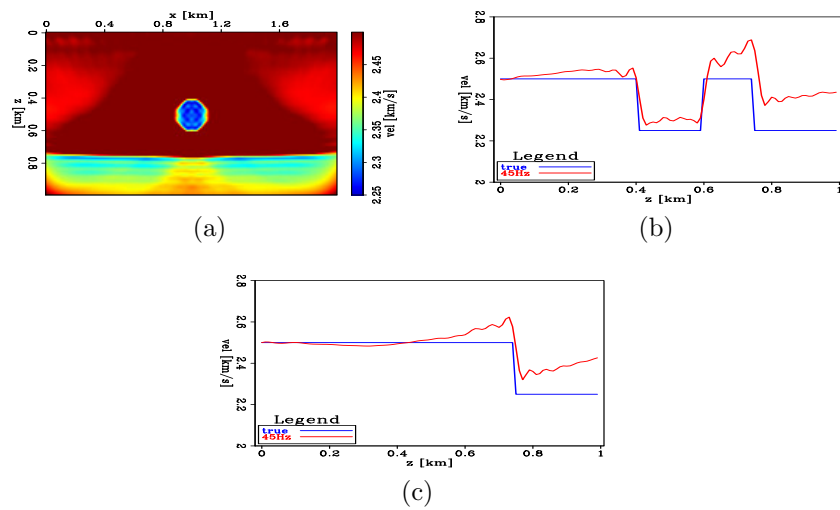 x [km]
0 0.4 0.8 1.2 1.6
z [km]
0 0.2 0.4 0.6 0.8
vel [km/s]
2.45 2.4 2.35 2.3 2.25
(a)
vel [km/s]
2.8 2.6 2.4 2.2 2
Legend
true
45Hz
0 0.2 0.4 0.6 0.8 1
z [km]
(b)
vel [km/s]
2.8 2.6 2.4 2.2 2
Legend
true
45Hz
0 0.2 0.4 0.6 0.8 1
z [km]
(c)